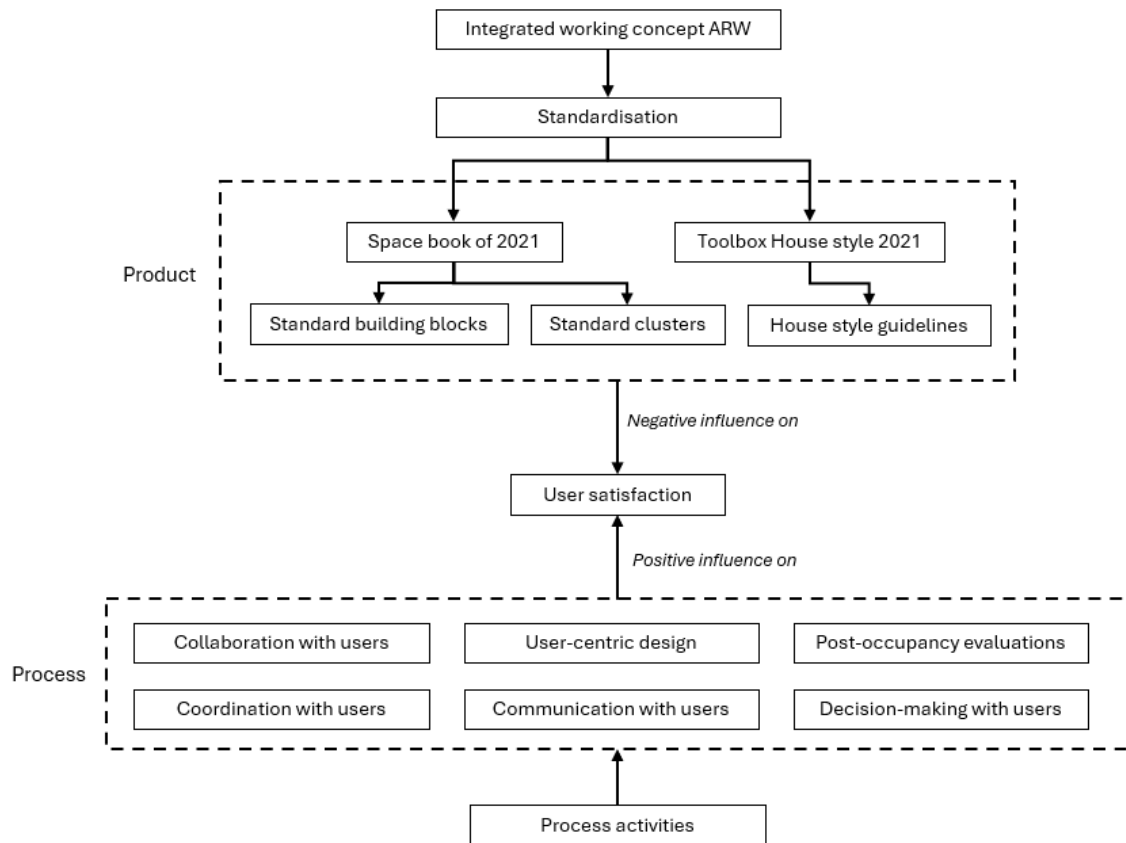 Integrated working concept ARW
Standardisation
Space book of 2021
Toolbox House style 2021
Product
Standard building blocks
Standard clusters
House style guidelines
Negative influence on
User satisfaction
Positive influence on
Collaboration with users
User-centric design
Post-occupancy evaluations
Process
Coordination with users
Communication with users
Decision-making with users
Process activities